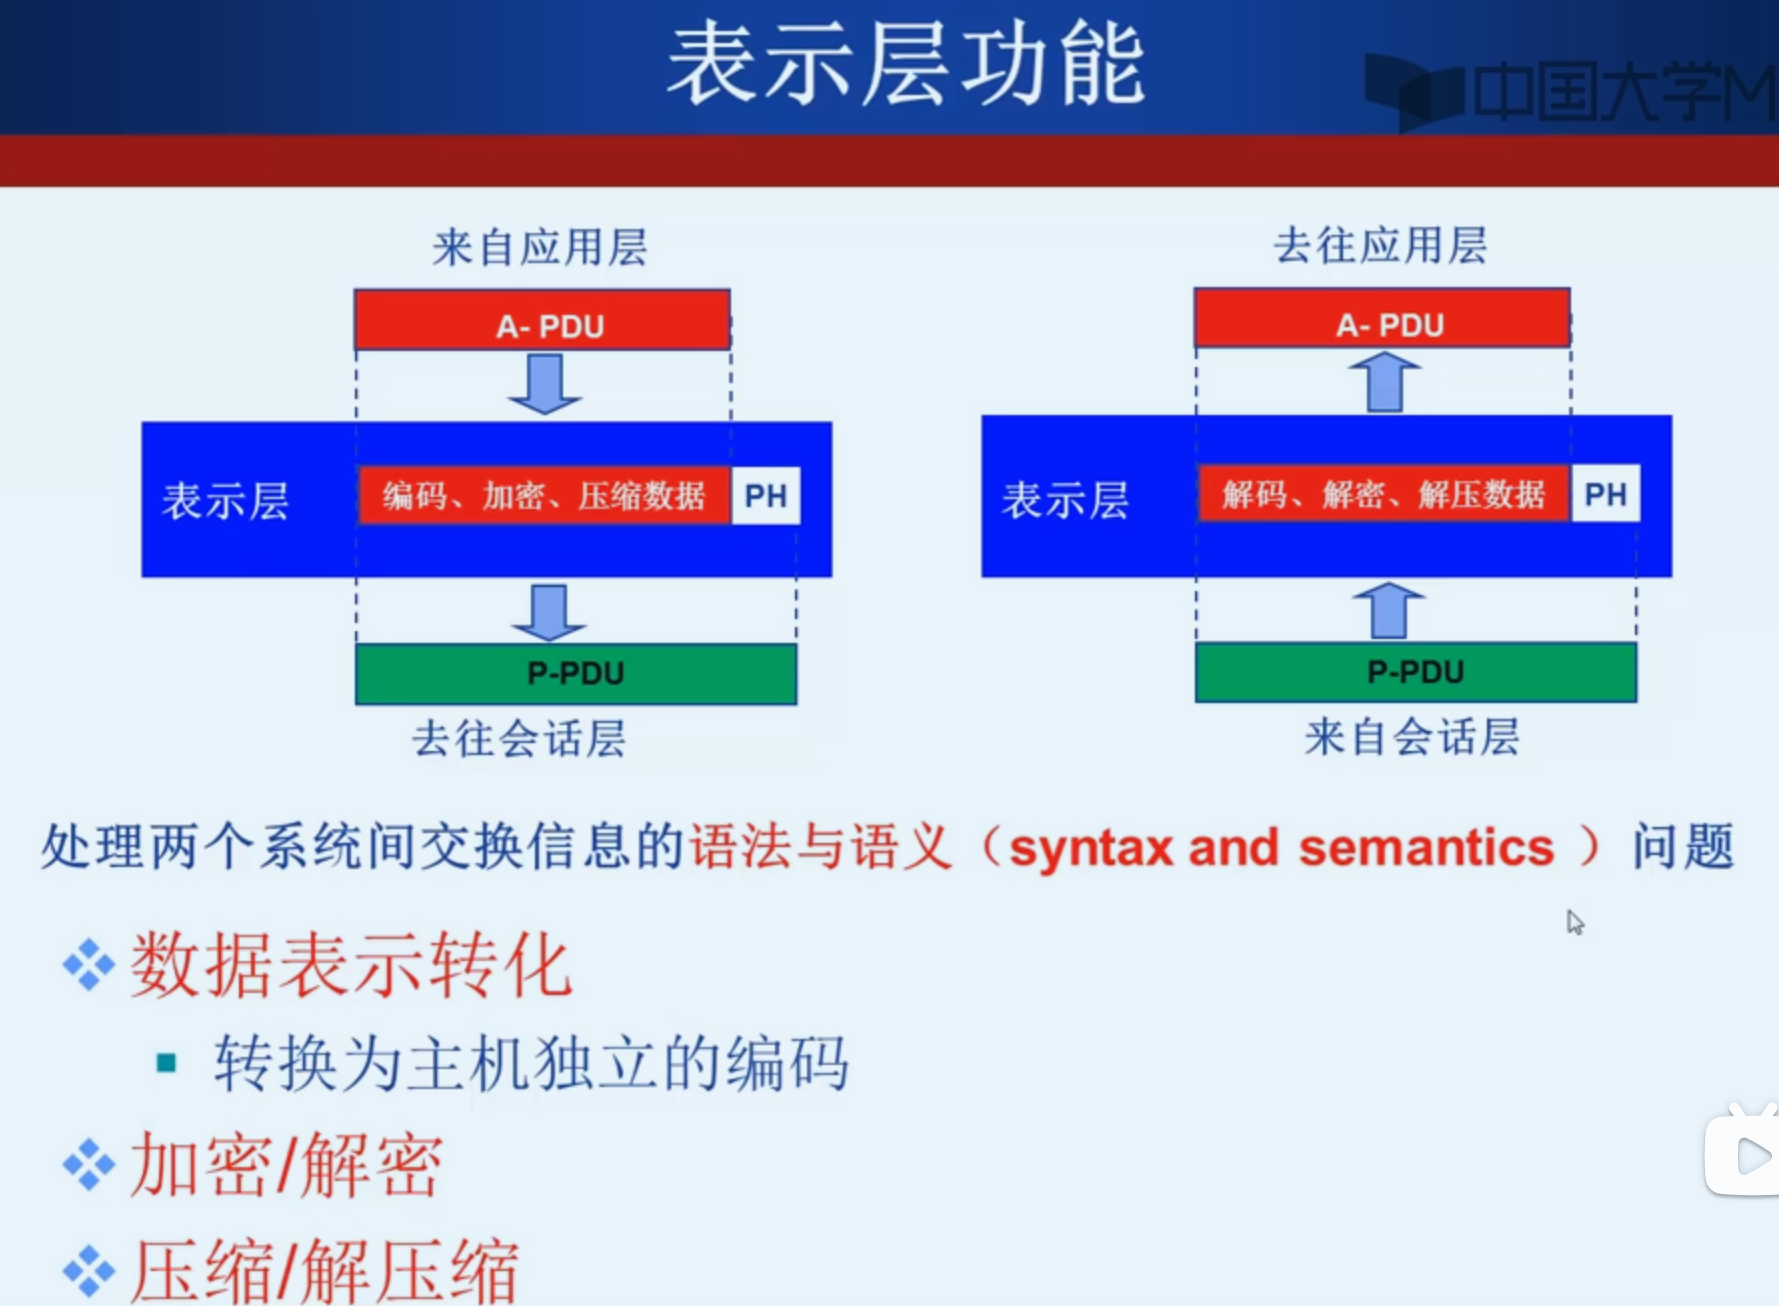 表示层功能
中国大学M
来自应用层
去往应用层
A- PDU
A- PDU
表示层
编码、加密、压缩数据
PH
表示层
解码、解密、解压数据
PH
P-PDU
P-PDU
去往会话层
来自会话层
处理两个系统间交换信息的语法与语义（syntax and semantics ）问题
数据表示转化
转换为主机独立的编码
加密/解密
压缩/解压缩